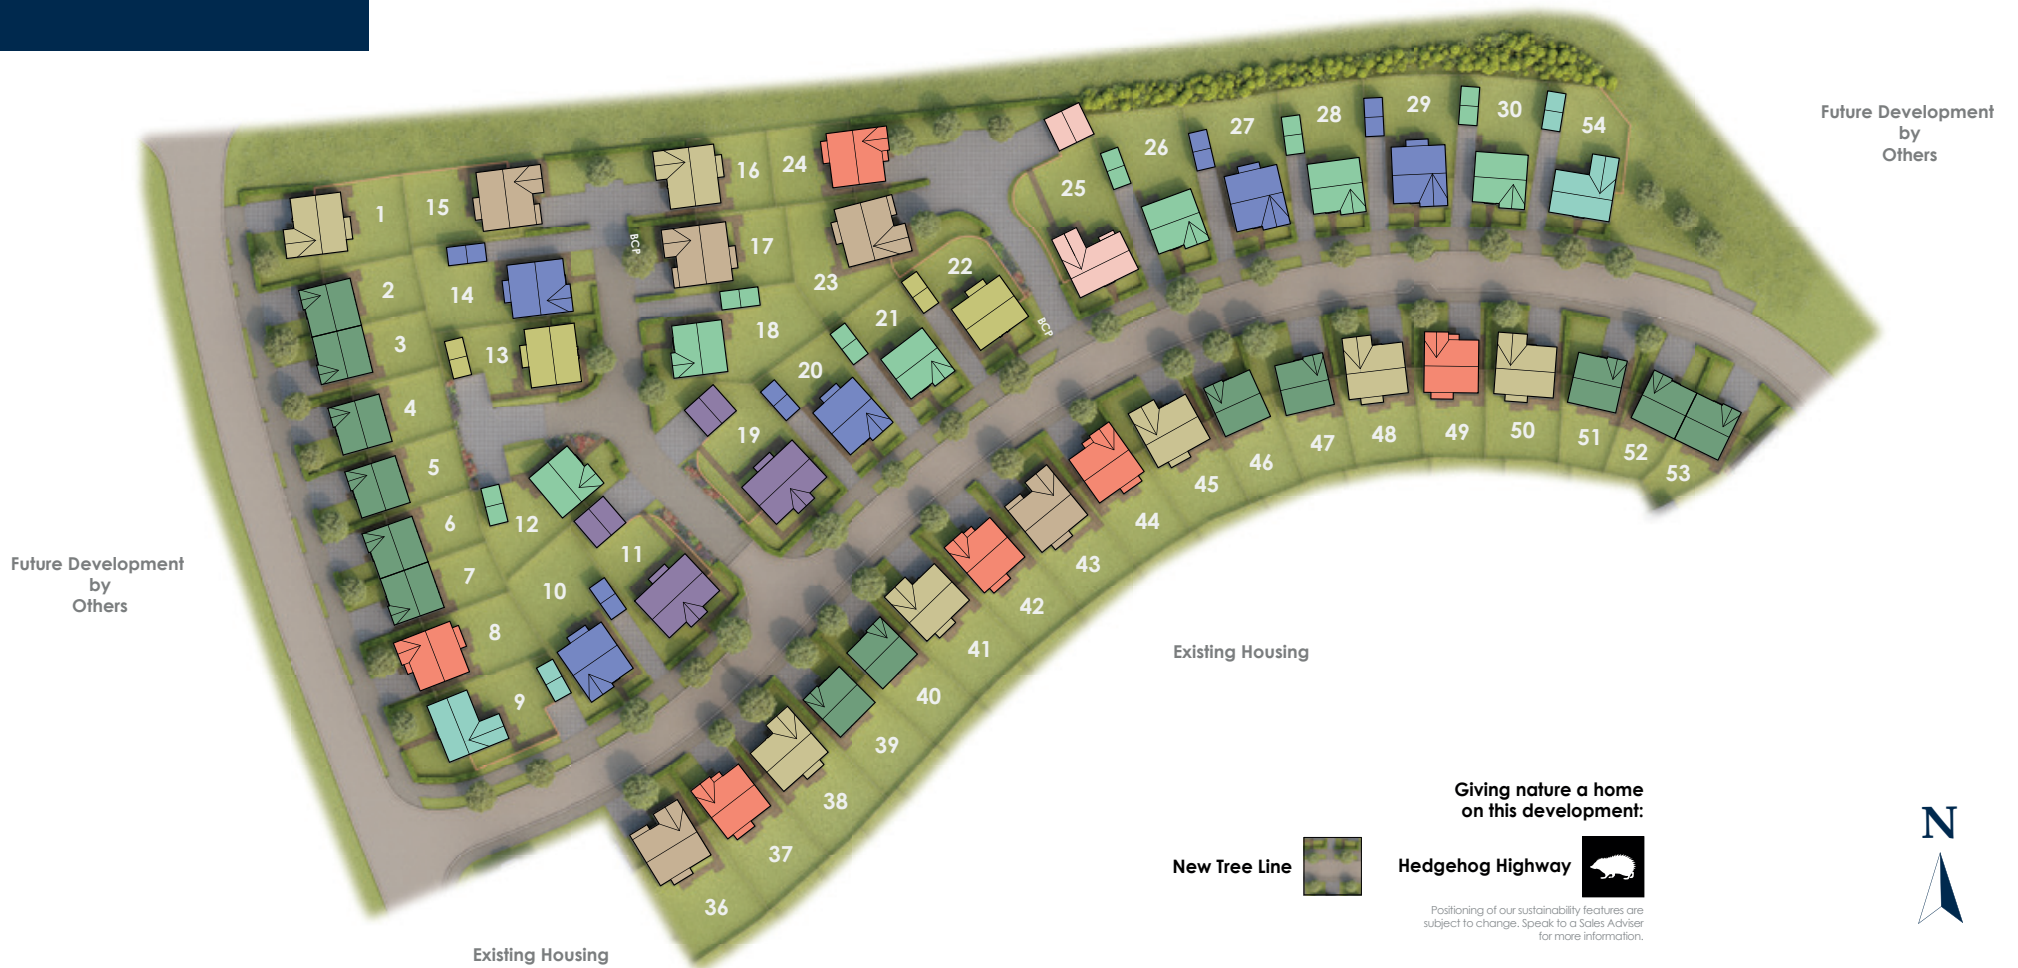 Future Development
by
Others
54
30
29
28
27
26
25
24
16
15
1
17
BCP
23
22
14
2
21
BCP
18
3
13
20
4
19
5
6
12
11
7
10
8
9
53
52
51
50
49
48
47
46
45
44
43
42
41
40
39
38
37
36
Future Development
by
Others
Existing Housing
Existing Housing
Giving nature a home
on this development:
New Tree Line
Hedgehog Highway
Positioning of our sustainability features are
subject to change. Speak to a Sales Adviser
for more information.
N